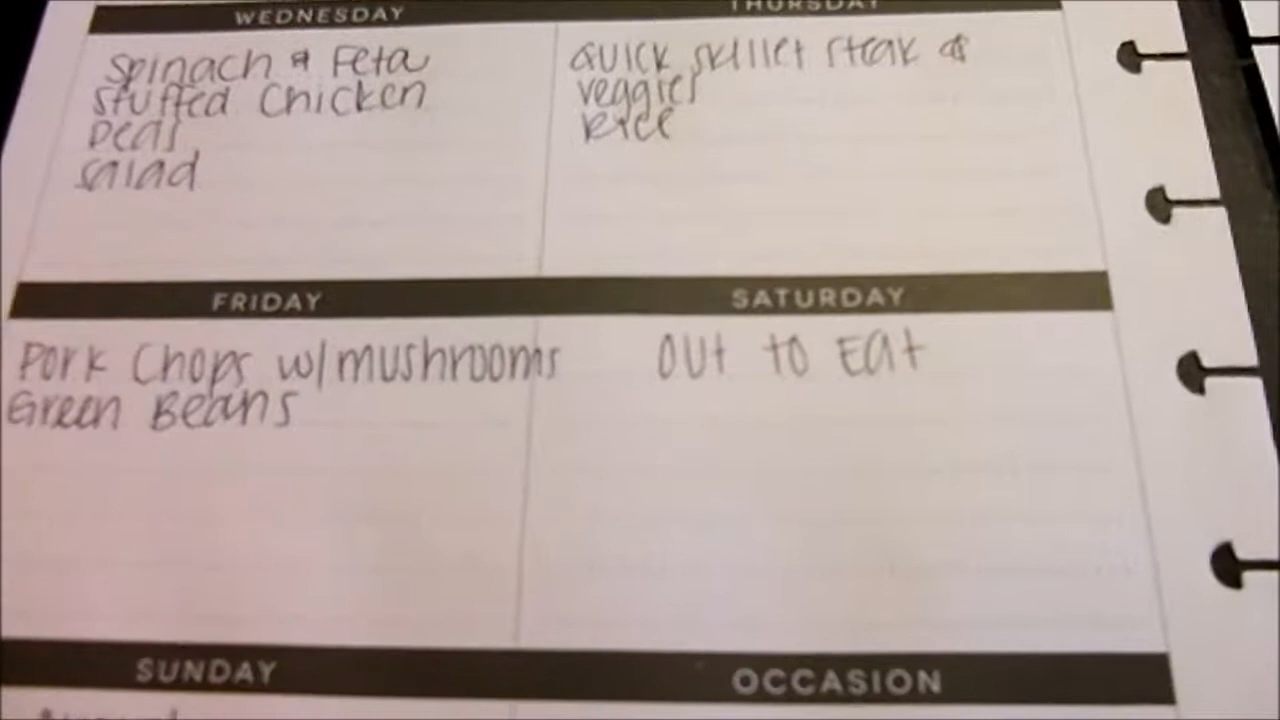 WEDNESDAY
THURSDAY
Spinach & Feta
Stuffed Chicken
Peas
Salad
Quick Skillet Steak &
Veggies
Rice
FRIDAY
SATURDAY
Pork Chops w/mushrooms
Green Beans
Out to Eat
SUNDAY
OCCASION